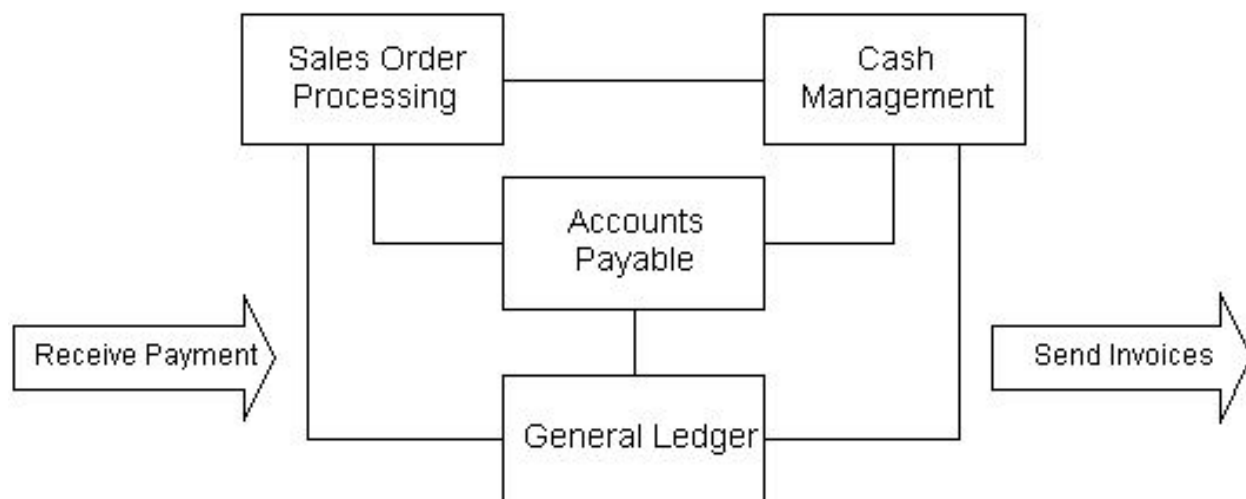 Sales Order
Processing
Cash
Management
Accounts
Payable
Receive Payment
Send Invoices
General Ledger